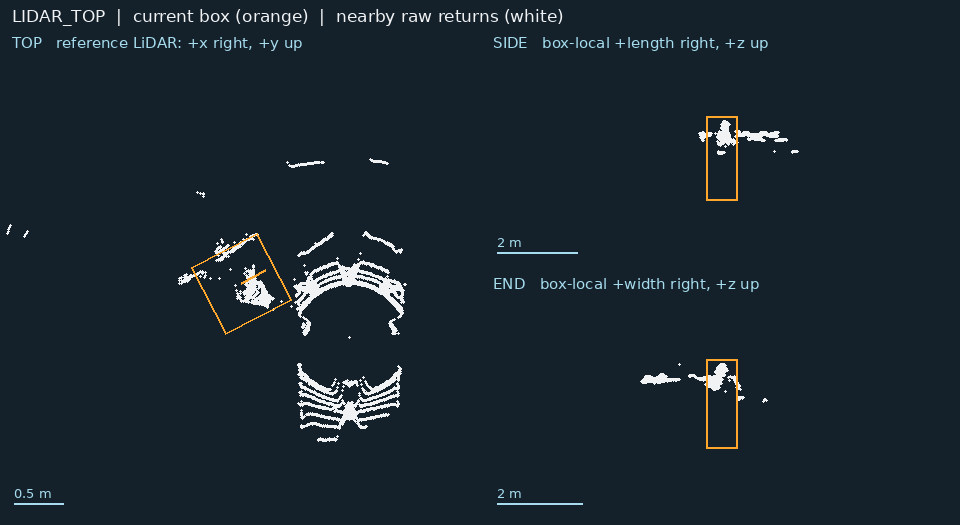 LIDAR_TOP  |  current box (orange)  |  nearby raw returns (white)
TOP   reference LiDAR: +x right, +y up
SIDE   box-local +length right, +z up
2 m
END   box-local +width right, +z up
0.5 m
2 m